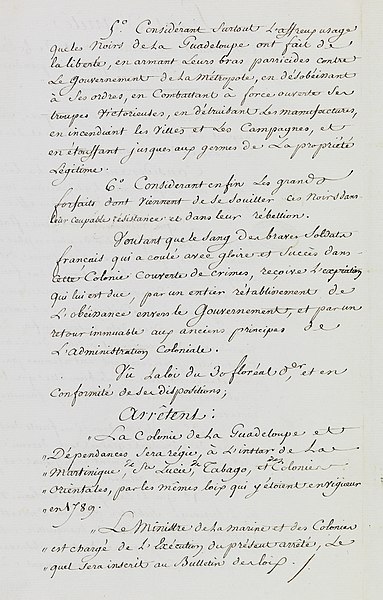 5.º Considérant Surtout L'affreux usage
que les Noirs de la Guadeloupe ont fait de
la liberté, en armant Leurs bras parricides contre
Le Gouvernement de la Métropole, en désobéissant
à Ses ordres, en Combattant à force ouverte Ses
troupes Victorieuses, en détruisant Les manufactures,
en incendiant les Villes et Les Campagnes, et
en étouffant jusques aux germes de La propriété
Légitime.
6.º Considérant enfin Les grands
forfaits dont Viennent de se Souiller ces Noirs dans
leur coupable résistance et dans leur rebellion.
Voulant que le Sang des braves Soldats
français qui a coulé avec gloire et Succès dans
cette Colonie Couverte de crimes, reçoive L'expiation
qui lui est due, par un entier rétablissement de
L'obéissance envers le Gouvernement, et par un
retour immuable aux anciens principes de
L'administration Coloniale.
Vû La loi du 30 floréal d.er, et en
Conformité de ses dispositions;
Arrêtent:
"La Colonie de La Guadeloupe et
Dépendances Sera régie, à L'instar de La
"Martinique, de Ste Lucie, de Tabago, et des Colonies
"Orientales, par les mêmes loix qui y étoient en vigueur
"en 1789.
"Le Ministre de la marine et des Colonies
"est chargé de L'Exécution du présent arrêté, Le
"quel Sera inscrit au Bulletin des loix. /